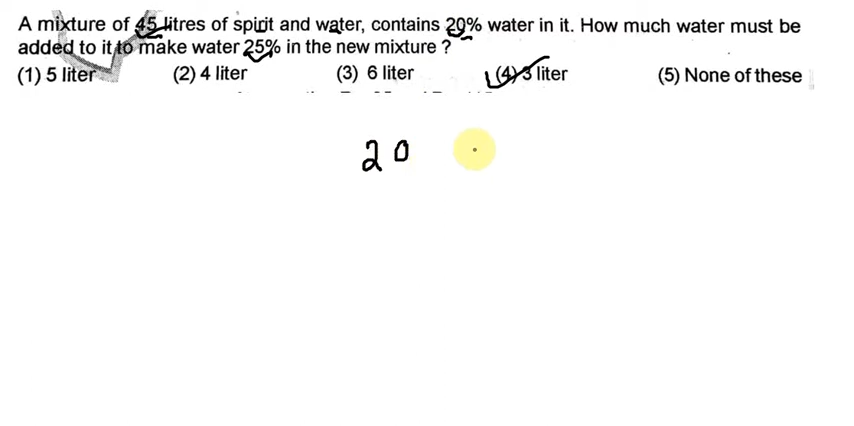 A mixture of 45 litres of spirit and water, contains 20% water in it. How much water must be
added to it to make water 25% in the new mixture ?
(1) 5 liter (2) 4 liter (3) 6 liter (4) 3 liter (5) None of these
20